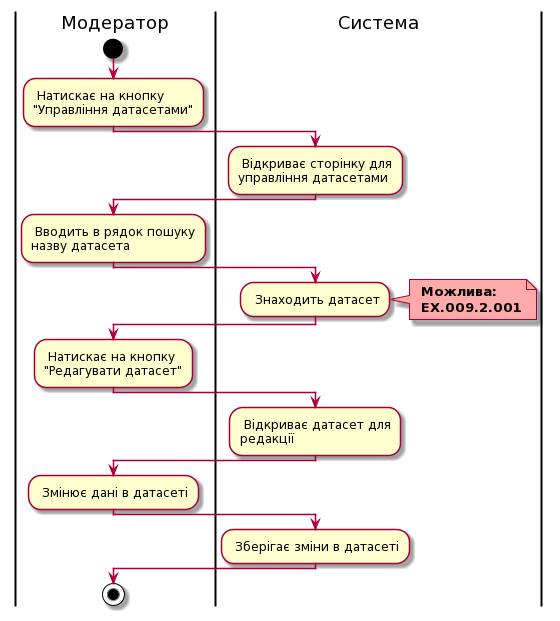 Модератор
Система
Натискає на кнопку
"Управління датасетами"
Відкриває сторінку для
управління датасетами
Вводить в рядок пошуку
назву датасета
Знаходить датасет
Можлива:
EX.009.2.001
Натискає на кнопку
"Редагувати датасет"
Відкриває датасет для
редакції
Змінює дані в датасеті
Зберігає зміни в датасеті